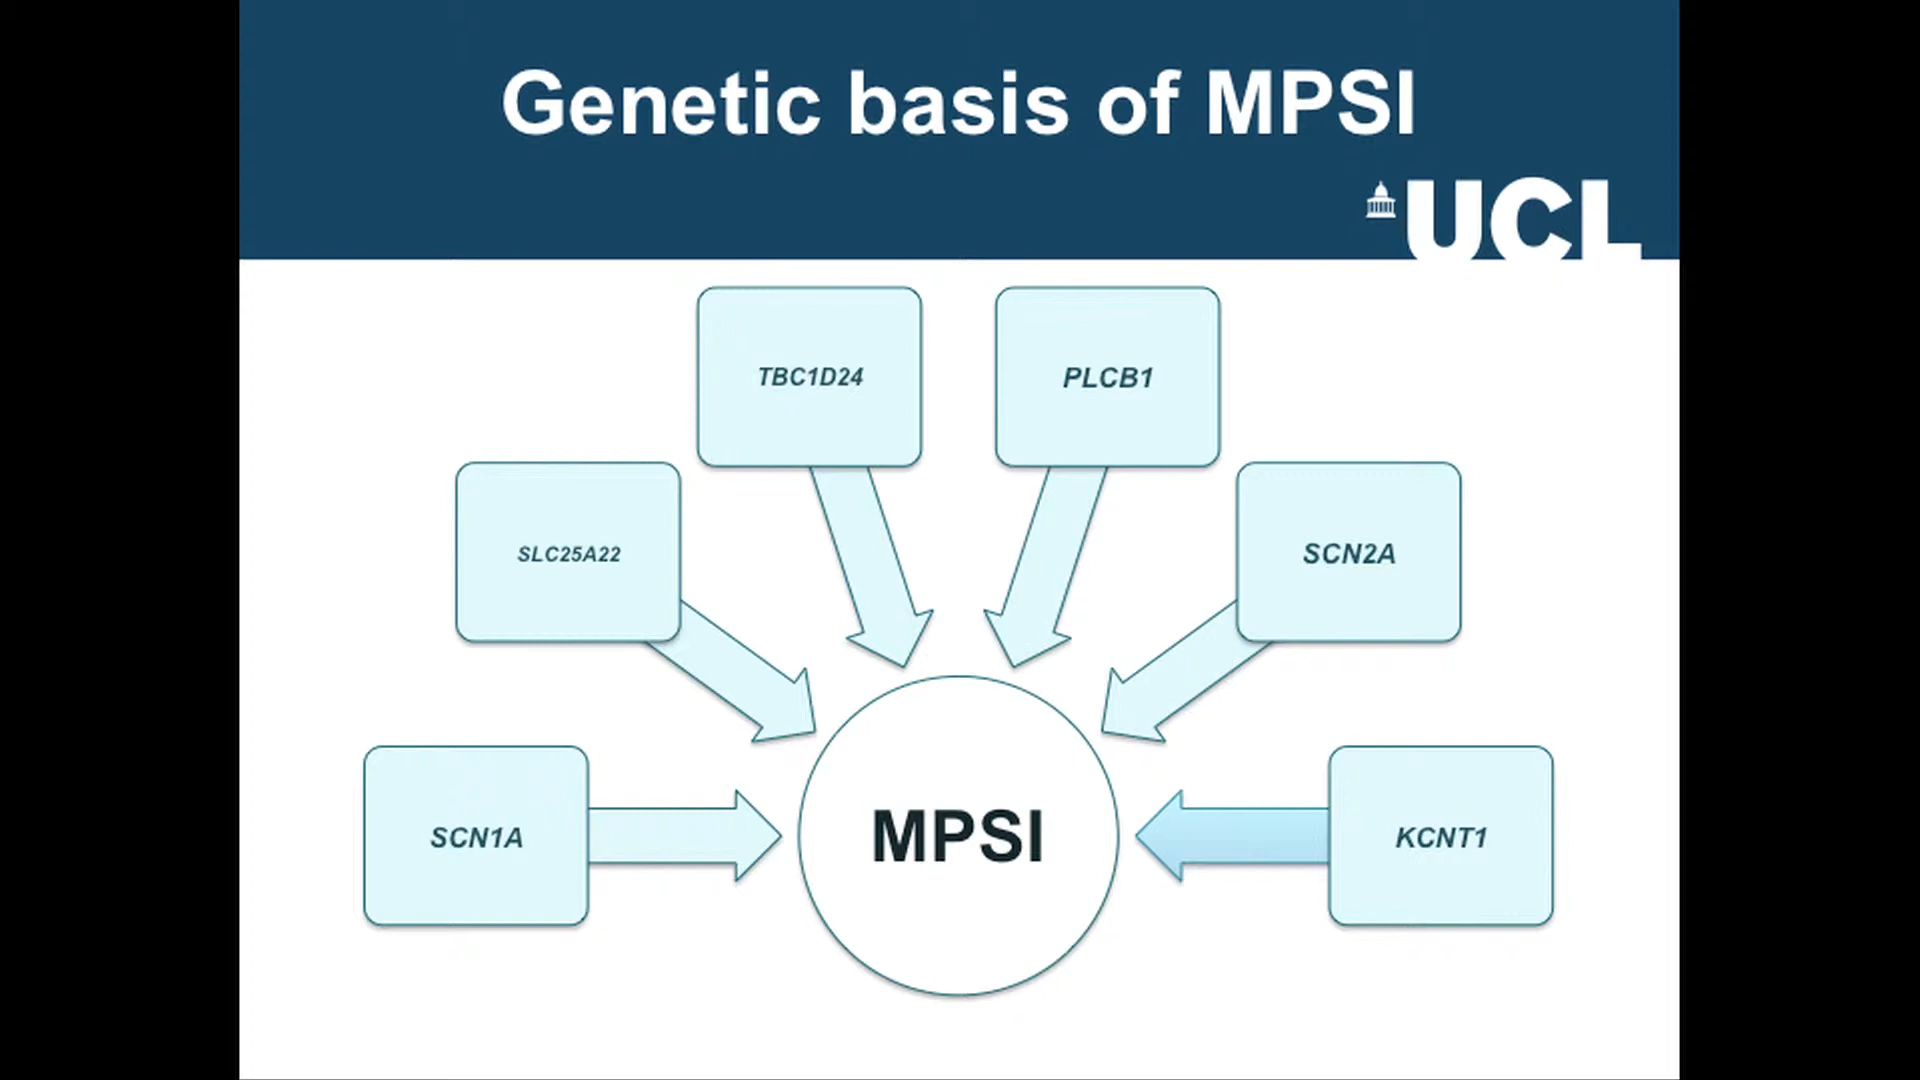 Genetic basis of MPSI
UCL
TBC1D24
PLCB1
SLC25A22
SCN2A
SCN1A
MPSI
KCNT1